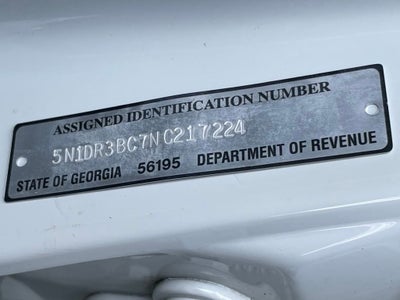 ASSIGNED IDENTIFICATION NUMBER
5N1DR3BC7NC217224
STATE OF GEORGIA 56195 DEPARTMENT OF REVENUE